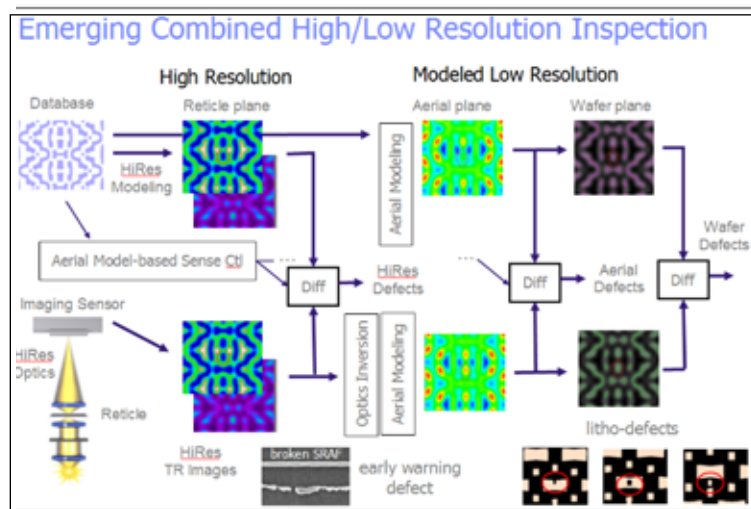 Emerging Combined High/Low Resolution Inspection
High Resolution
Modeled Low Resolution
Database
Reticle plane
Aerial plane
Wafer plane
HiRes
Modeling
Aerial Modeling
Aerial Model-based Sense Ctl
Diff
HiRes
Defects
Diff
Aerial
Defects
Diff
Wafer
Defects
Imaging Sensor
HiRes
Optics
Reticle
Optics Inversion
Aerial Modeling
HiRes
TR Images
broken SRAF
early warning
defect
litho-defects